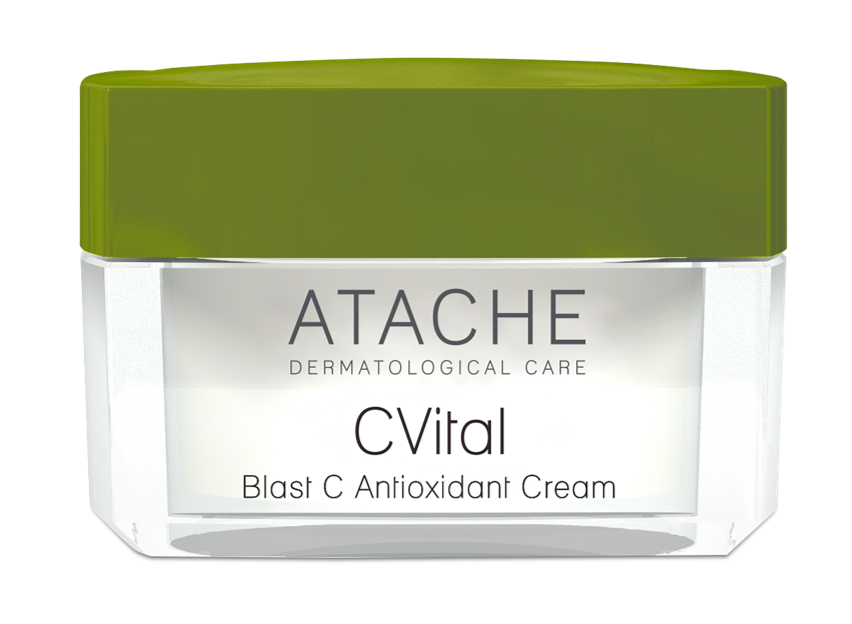 ATACHE
DERMATOLOGICAL CARE
CVital
Blast C Antioxidant Cream